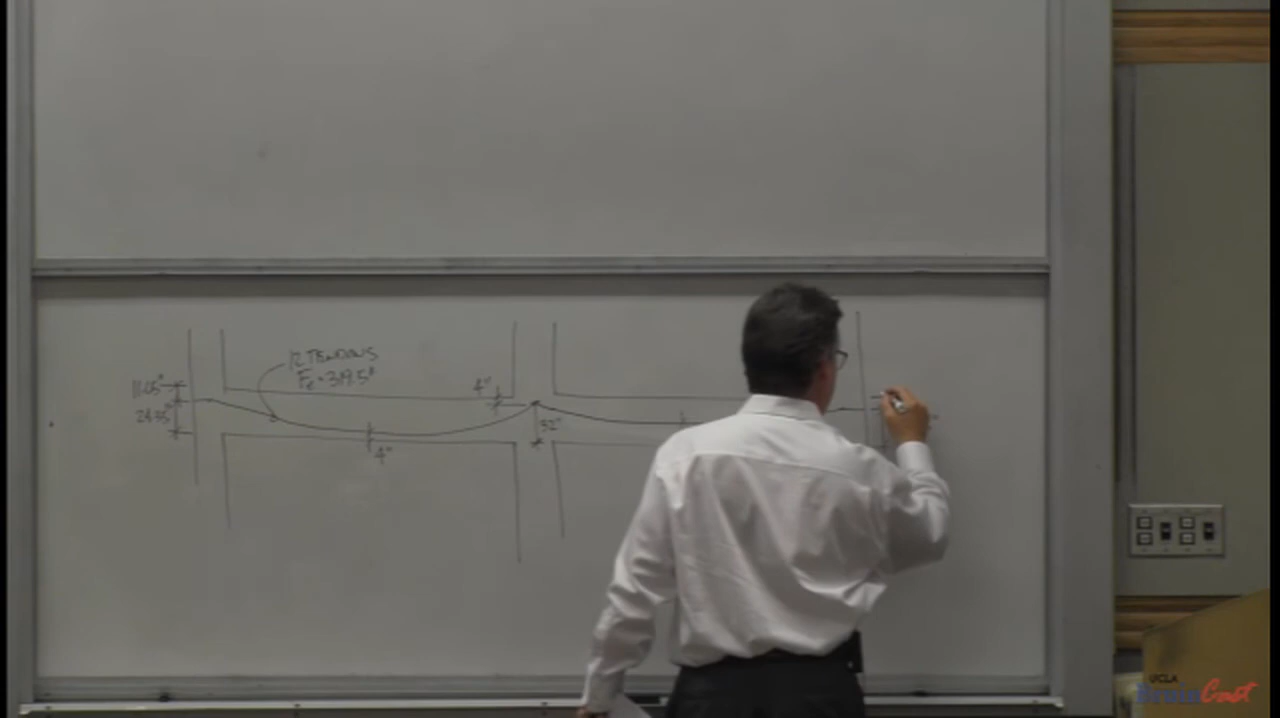 12 TENDONS
Fe = 319.5ᵏ
11.05"
24.95"
4"
4"
32"
UCLA
BruinCast